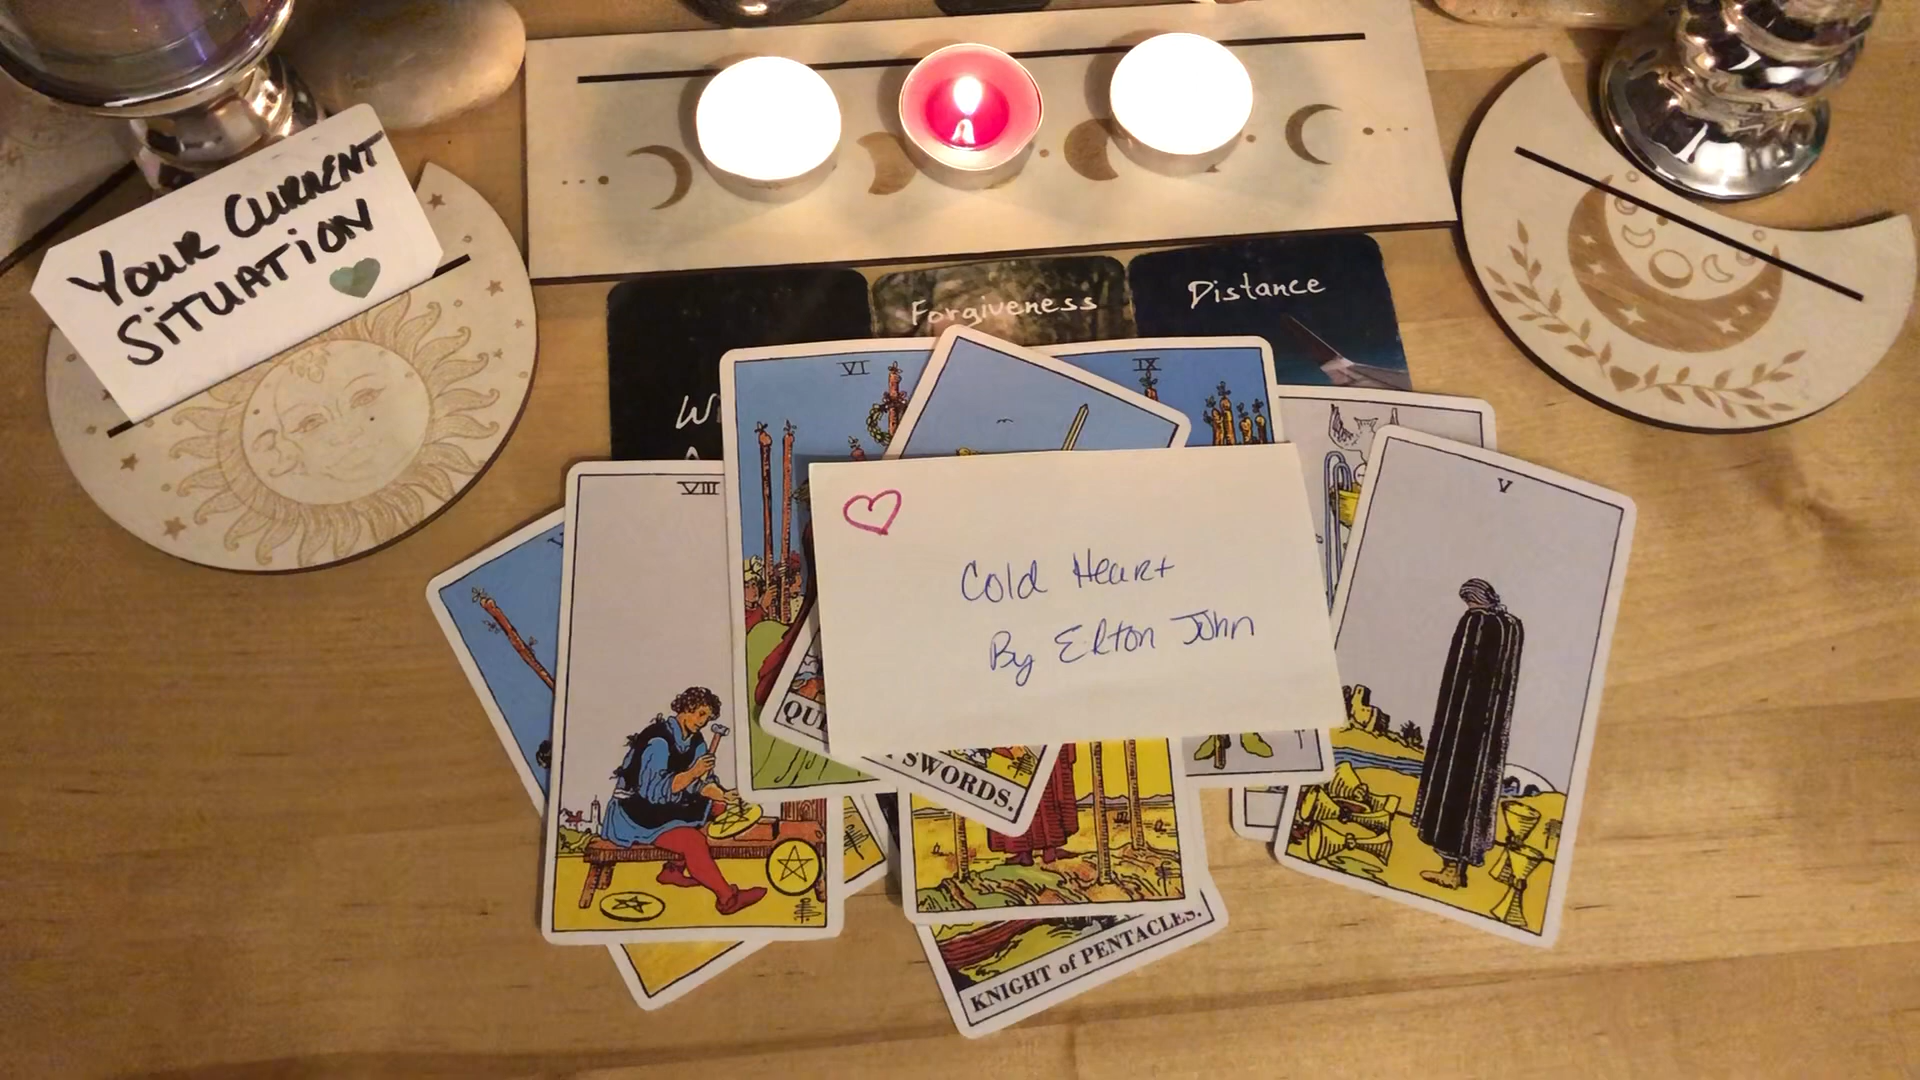 YOUR CURRENT
SITUATION
Forgiveness
Distance
VI
IX
VIII
V
Cold Heart
By Elton John
SWORDS.
KNIGHT of PENTACLES.